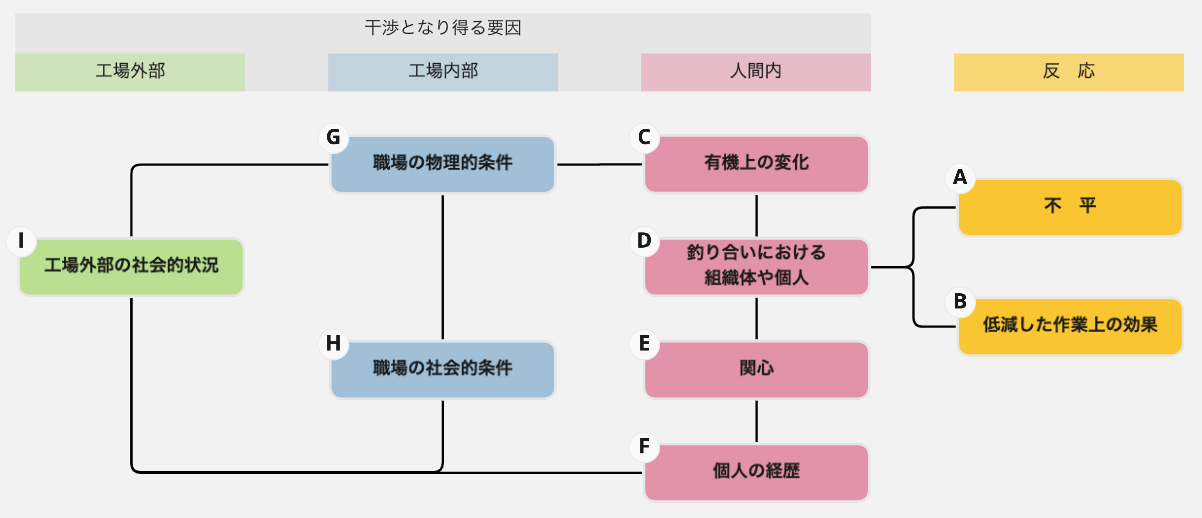 干渉となり得る要因
工場外部
工場内部
人間内
反　応
G
職場の物理的条件
C
有機上の変化
A
不　平
I
工場外部の社会的状況
D
釣り合いにおける
組織体や個人
B
低減した作業上の効果
H
職場の社会的条件
E
関心
F
個人の経歴